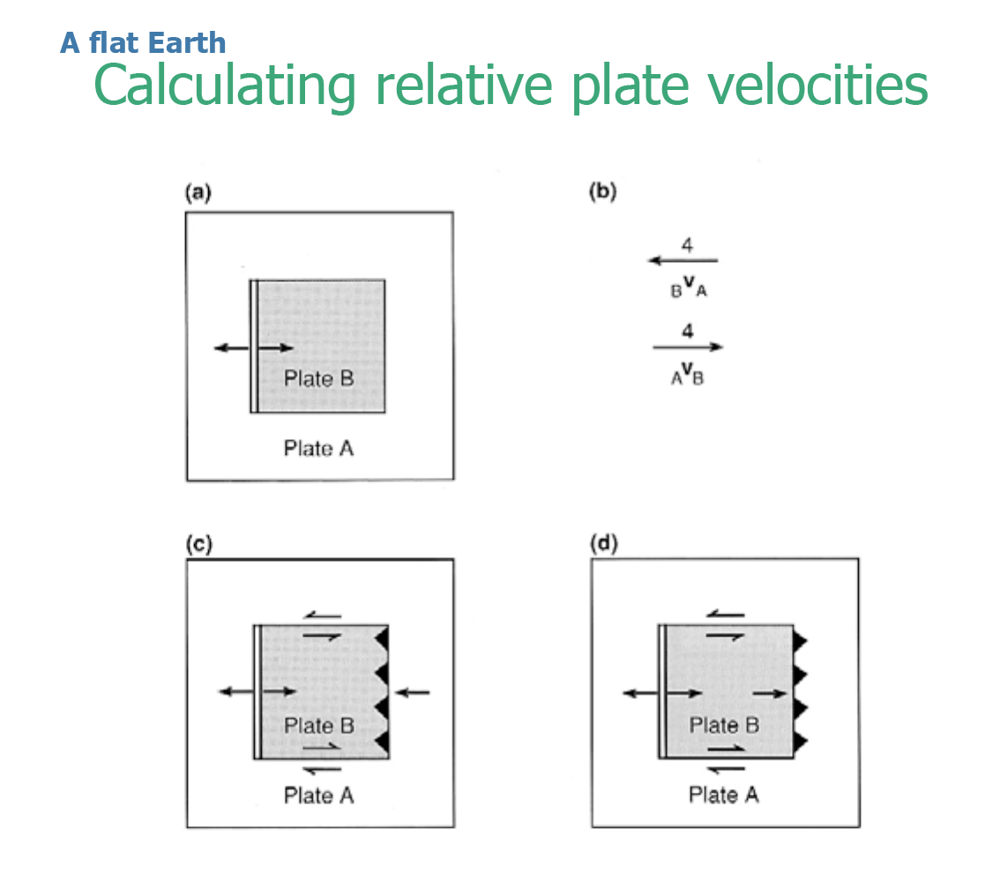 A flat Earth
Calculating relative plate velocities
(a)
Plate B
Plate A
(b)
4
BVA
4
AVB
(c)
Plate B
Plate A
(d)
Plate B
Plate A